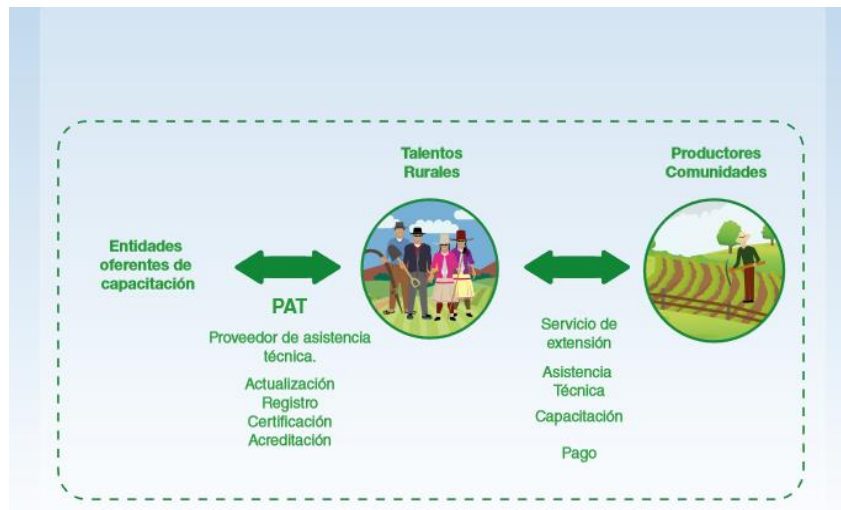 Talentos
Rurales
Productores
Comunidades
Entidades
oferentes de
capacitación
PAT
Proveedor de asistencia
técnica.
Actualización
Registro
Certificación
Acreditación
Servicio de
extensión
Asistencia
Técnica
Capacitación
Pago